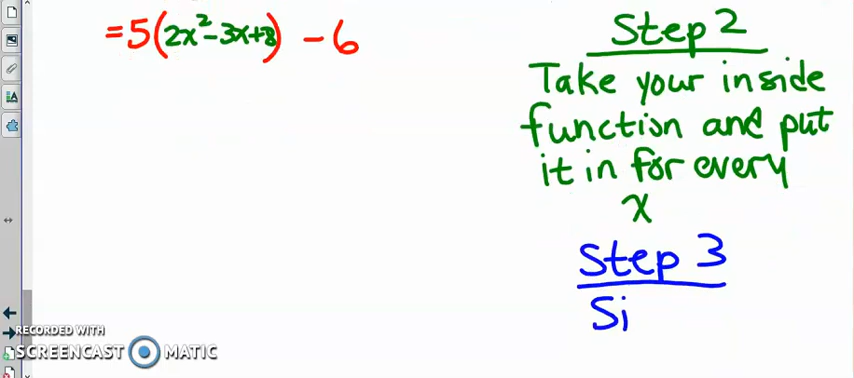 =5(2x²-3x+8) -6
Step 2
Take your inside
function and put
it in for every
x
Step 3
Si
RECORDED WITH
SCREENCAST MATIC